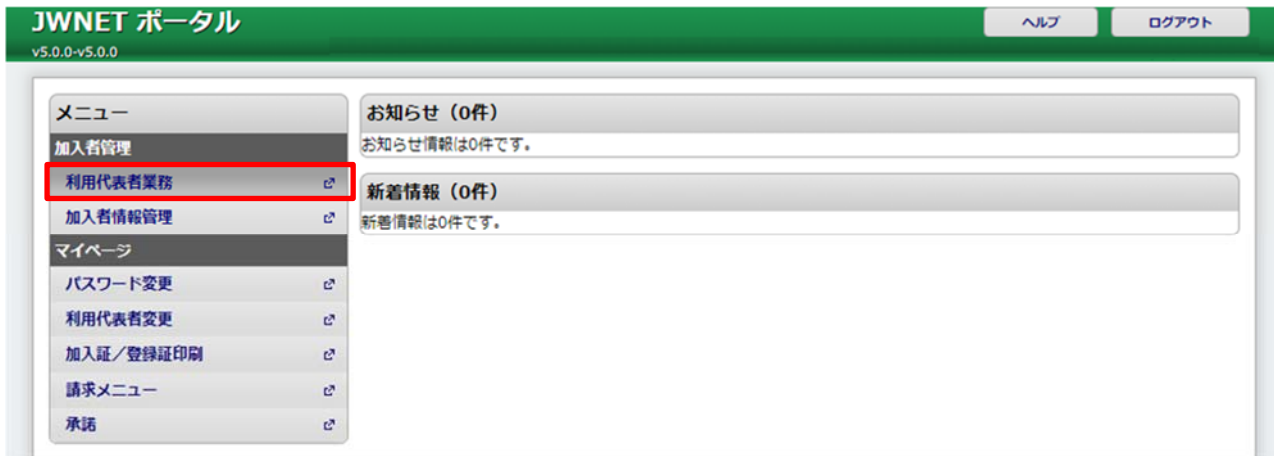 JWNET ポータル
v5.0.0-v5.0.0
ヘルプ
ログアウト
メニュー
加入者管理
利用代表者業務
加入者情報管理
マイページ
パスワード変更
利用代表者変更
加入証／登録証印刷
請求メニュー
承諾
お知らせ（0件）
お知らせ情報は0件です。
新着情報（0件）
新着情報は0件です。